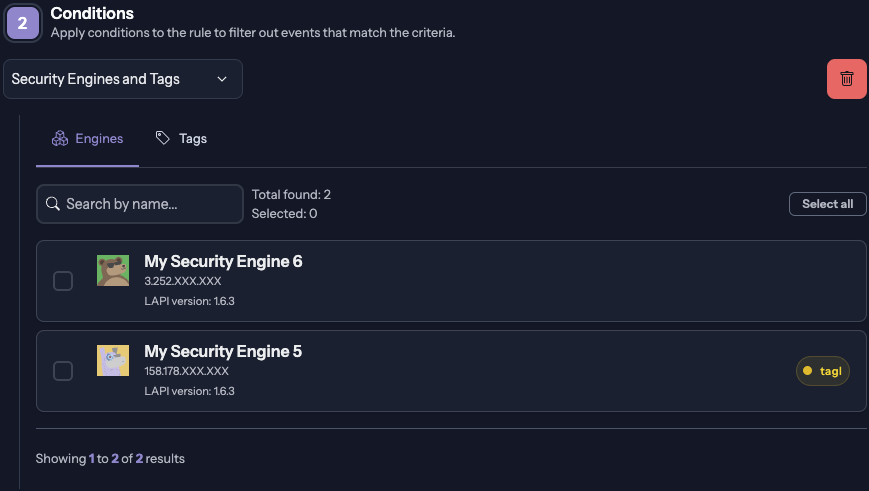 2
Conditions
Apply conditions to the rule to filter out events that match the criteria.
Security Engines and Tags
Engines
Tags
Search by name...
Total found: 2
Selected: 0
Select all
My Security Engine 6
3.252.XXX.XXX
LAPI version: 1.6.3
My Security Engine 5
158.178.XXX.XXX
LAPI version: 1.6.3
tag1
Showing 1 to 2 of 2 results